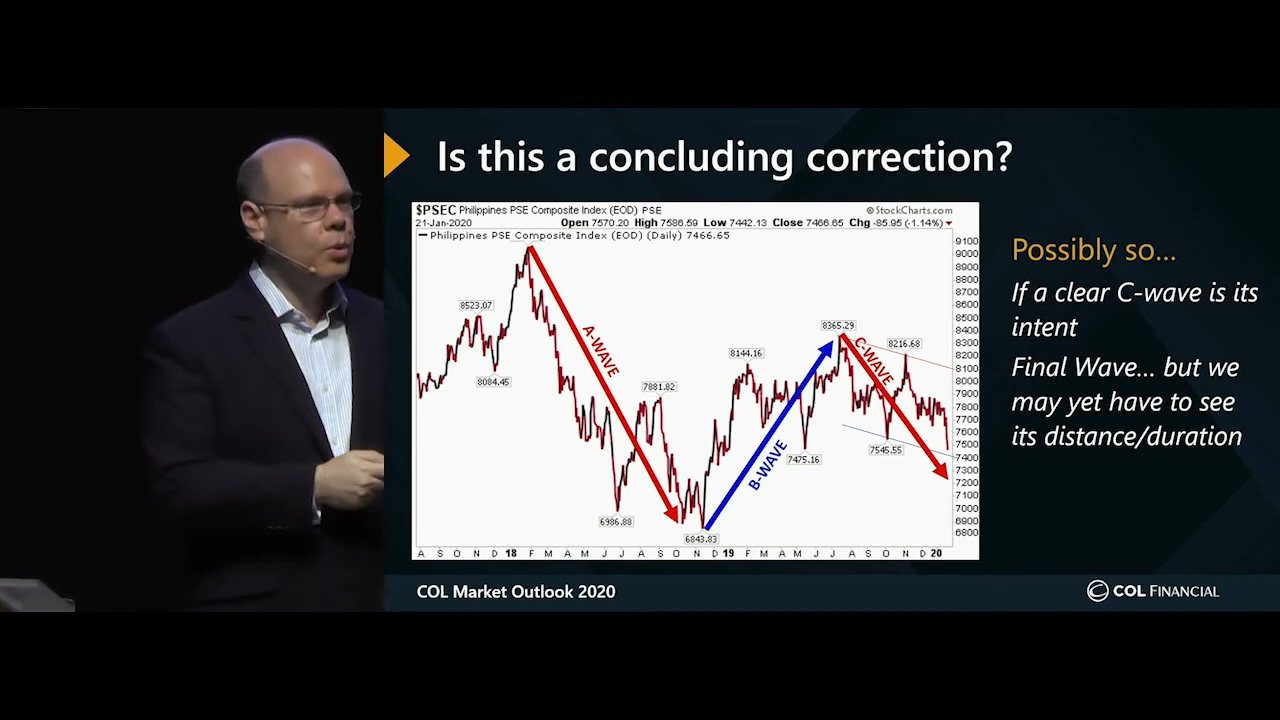 Is this a concluding correction?
$PSEC Philippines PSE Composite Index (EOD) PSE
© StockCharts.com
21-Jan-2020
Open 7570.20 High 7586.59 Low 7442.13 Close 7466.65 Chg -85.95 (-1.14%)
Philippines PSE Composite Index (EOD) (Daily) 7466.65
9100
9000
8900
8800
8700
8600
8500
8400
8300
8200
8100
8000
7900
7800
7700
7600
7500
7400
7300
7200
7100
7000
6900
6800
8523.07
8084.45
A-WAVE
7881.82
6986.88
6843.83
8144.16
B-WAVE
7475.16
8365.29
C-WAVE
8216.68
7545.55
A S O N D 18 F M A M J J A S O N D 19 F M A M J J A S O N D 20
Possibly so...
If a clear C-wave is its
intent
Final Wave... but we
may yet have to see
its distance/duration
COL Market Outlook 2020
COL FINANCIAL